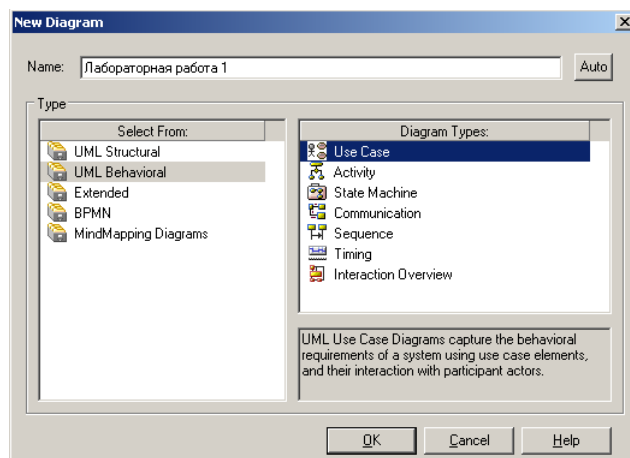 New Diagram
Name: Лабораторная работа 1 Auto
Type
Select From:
UML Structural
UML Behavioral
Extended
BPMN
MindMapping Diagrams
Diagram Types:
Use Case
Activity
State Machine
Communication
Sequence
Timing
Interaction Overview
UML Use Case Diagrams capture the behavioral
requirements of a system using use case elements,
and their interaction with participant actors.
OK Cancel Help